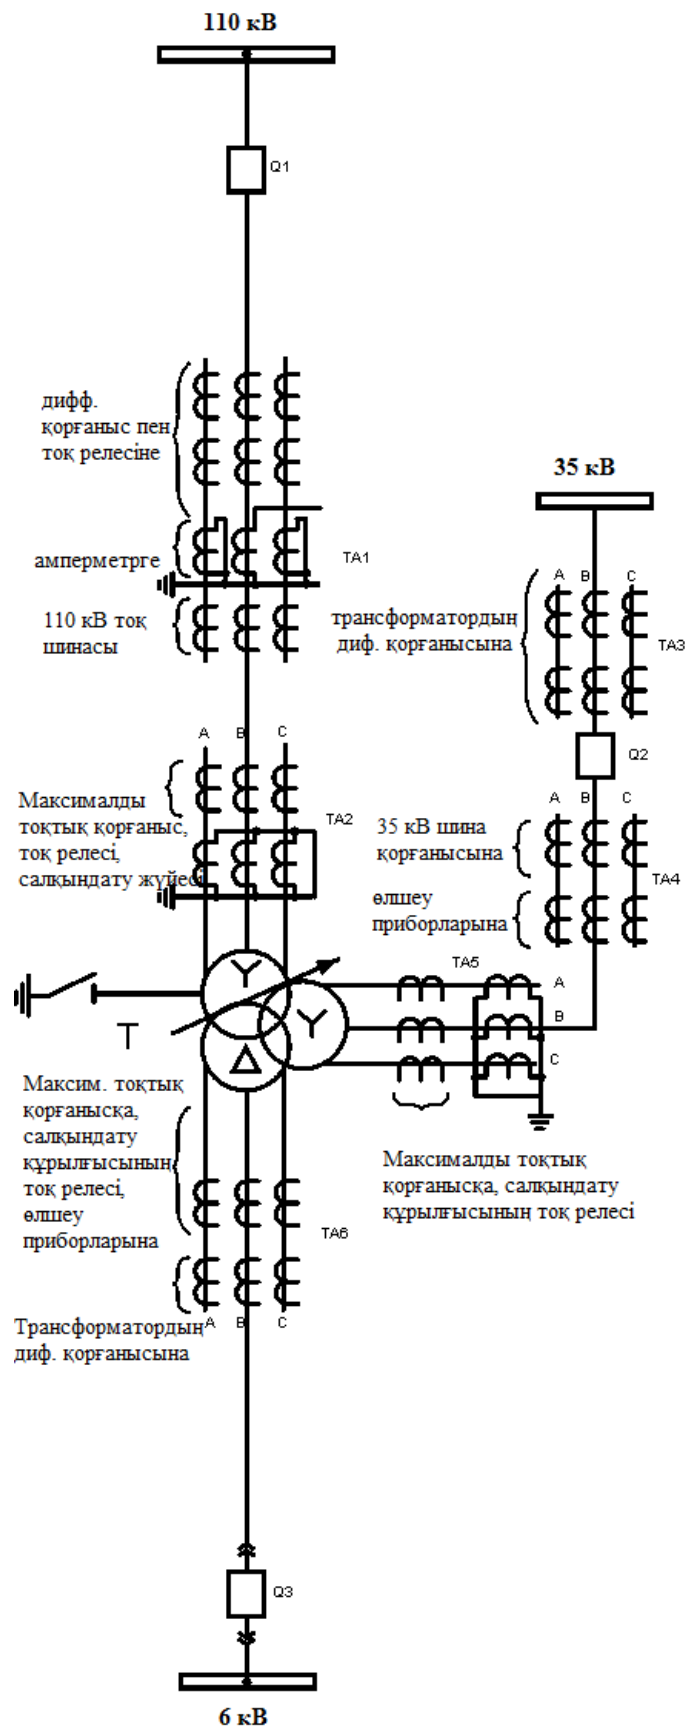 110 кВ
Q1
дифф.
қорғаныс пен
тоқ релесіне
35 кВ
амперметрге
TA1
A B C
110 кВ тоқ
шинасы
трансформатордың
диф. қорғанысына
TA3
A B C
Q2
A B C
Максималды
тоқтық қорғаныс,
тоқ релесі,
салқындату жүйесі
TA2
35 кВ шина
қорғанысына
TA4
өлшеу
приборларына
TA5
A
Y
Y
B
T
Δ
C
Максим. тоқтық
қорғанысқа,
салқындату
құрылғысының
тоқ релесі,
өлшеу
приборларына
Максималды тоқтық
қорғанысқа, салқындату
құрылғысының тоқ релесі
TA6
Трансформатордың
диф. қорғанысына
A B C
Q3
6 кВ